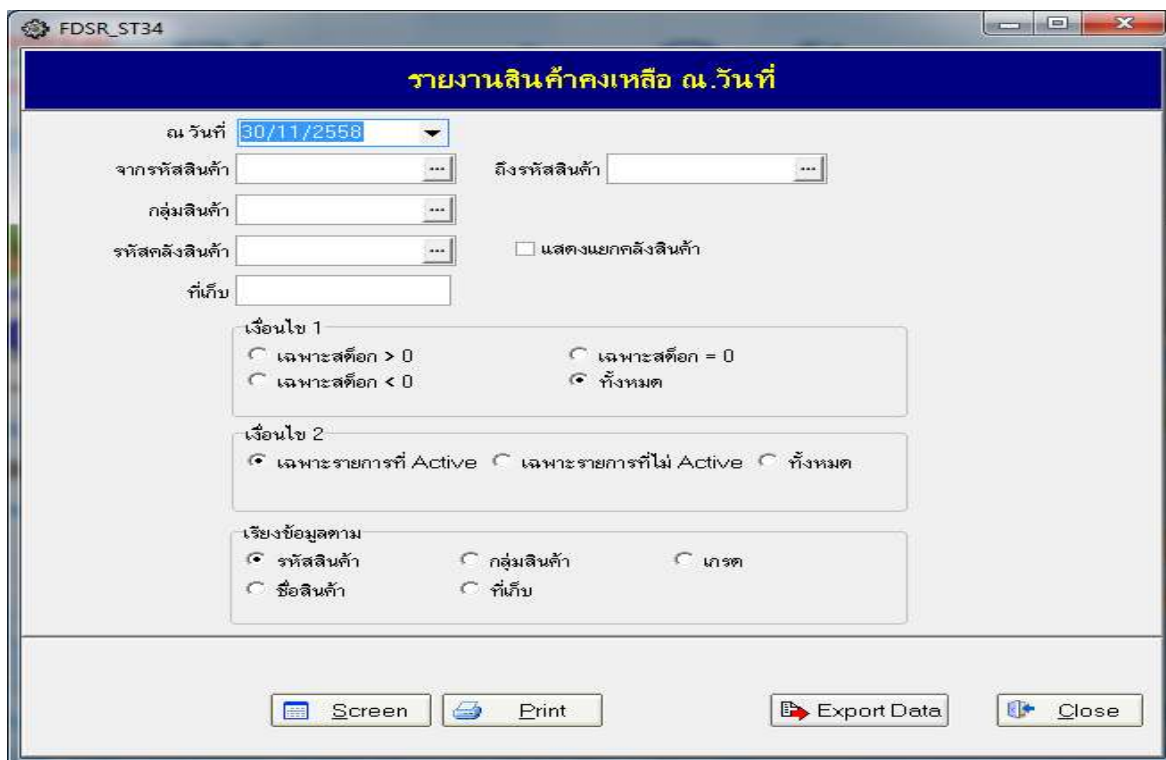 FDSR_ST34
รายงานสินค้าคงเหลือ ณ.วันที่
ณ วันที่ 30/11/2558
จากรหัสสินค้า ... ถึงรหัสสินค้า ...
กลุ่มสินค้า ...
รหัสคลังสินค้า ... แสดงแยกคลังสินค้า
ที่เก็บ
เงื่อนไข 1
เฉพาะสต็อก > 0 เฉพาะสต็อก = 0
เฉพาะสต็อก < 0 ทั้งหมด
เงื่อนไข 2
เฉพาะรายการที่ Active เฉพาะรายการที่ไม่ Active ทั้งหมด
เรียงข้อมูลตาม
รหัสสินค้า กลุ่มสินค้า เกรด
ชื่อสินค้า ที่เก็บ
Screen Print Export Data Close